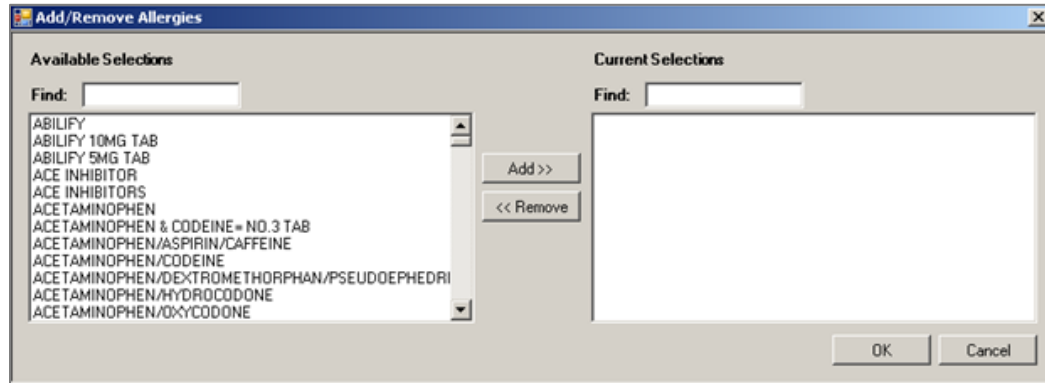 Add/Remove Allergies
Available Selections
Find:
ABILIFY
ABILIFY 10MG TAB
ABILIFY 5MG TAB
ACE INHIBITOR
ACE INHIBITORS
ACETAMINOPHEN
ACETAMINOPHEN & CODEINE= NO.3 TAB
ACETAMINOPHEN/ASPIRIN/CAFFEINE
ACETAMINOPHEN/CODEINE
ACETAMINOPHEN/DEXTROMETHORPHAN/PSEUDOEPHEDRI
ACETAMINOPHEN/HYDROCODONE
ACETAMINOPHEN/OXYCODONE
Add >>
<< Remove
Current Selections
Find:
OK
Cancel